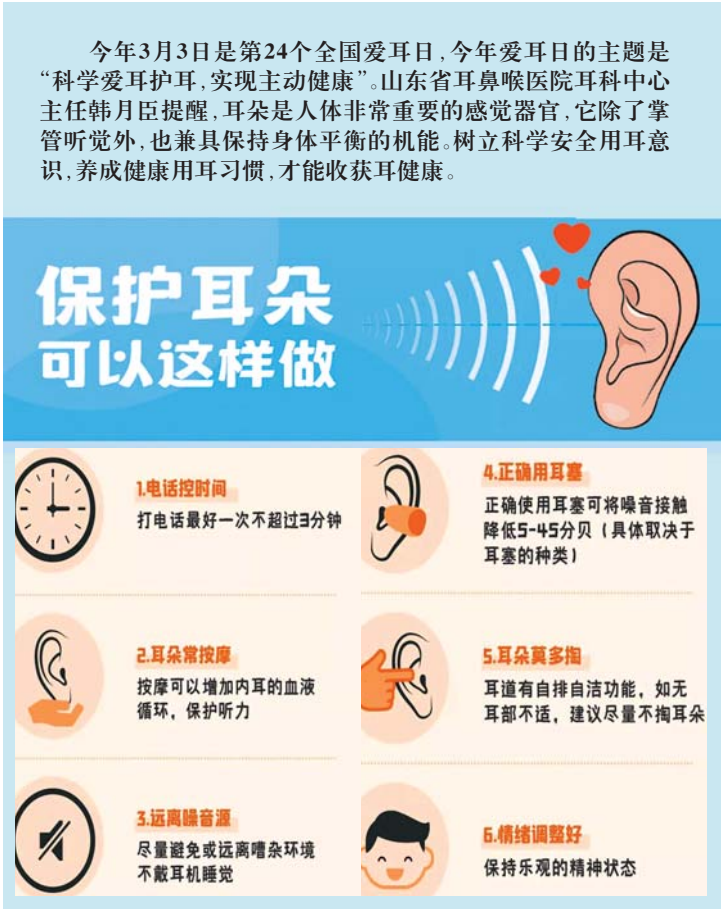 今年3月3日是第24个全国爱耳日,今年爱耳日的主题是
“科学爱耳护耳,实现主动健康”。山东省耳鼻喉医院耳科中心
主任韩月臣提醒,耳朵是人体非常重要的感觉器官,它除了掌
管听觉外,也兼具保持身体平衡的机能。树立科学安全用耳意
识,养成健康用耳习惯,才能收获耳健康。
保护耳朵
可以这样做
1.电话控时间
打电话最好一次不超过3分钟
2.耳朵常按摩
按摩可以增加内耳的血液
循环，保护听力
3.远离噪音源
尽量避免或远离嘈杂环境
不戴耳机睡觉
4.正确用耳塞
正确使用耳塞可将噪音接触
降低5-45分贝（具体取决于
耳塞的种类）
5.耳朵莫多掏
耳道有自排自洁功能，如无
耳部不适，建议尽量不掏耳朵
6.情绪调整好
保持乐观的精神状态